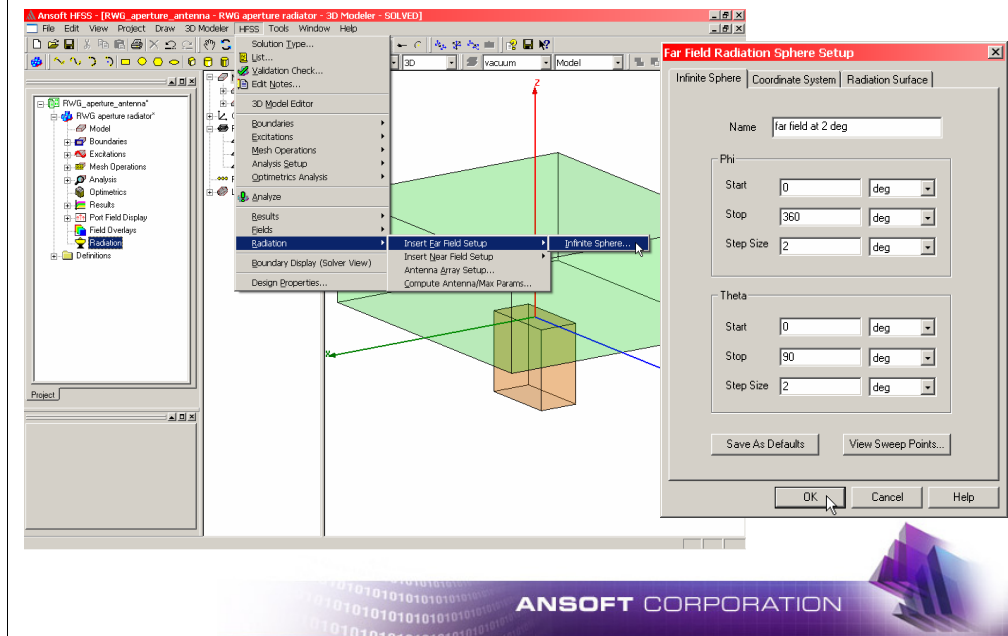 Ansoft HFSS - [RWG_aperture_antenna - RWG aperture radiator - 3D Modeler - SOLVED]
File Edit View Project Draw 3D Modeler HFSS Tools Window Help
3D
vacuum
Model
RWG_aperture_antenna*
RWG aperture radiator*
Model
Boundaries
Excitations
Mesh Operations
Analysis
Optimetrics
Results
Port Field Display
Field Overlays
Radiation
Definitions
Project
Solution Type...
List...
Validation Check...
Edit Notes...
3D Model Editor
Boundaries
Excitations
Mesh Operations
Analysis Setup
Optimetrics Analysis
Analyze
Results
Fields
Radiation
Boundary Display (Solver View)
Design Properties...
Insert Far Field Setup
Insert Near Field Setup
Antenna Array Setup...
Compute Antenna/Max Params...
Infinite Sphere...
Z
X
Far Field Radiation Sphere Setup
Infinite Sphere Coordinate System Radiation Surface
Name far field at 2 deg
Phi
Start 0 deg
Stop 360 deg
Step Size 2 deg
Theta
Start 0 deg
Stop 90 deg
Step Size 2 deg
Save As Defaults View Sweep Points...
OK Cancel Help
ANSOFT CORPORATION